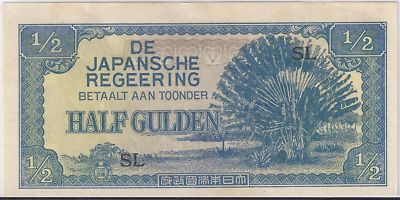 1/2 1/2
DE
JAPANSCHE
REGEERING
BETAALT AAN TOONDER
HALF GULDEN
SL
SL
1/2 1/2
府政國帝本日大